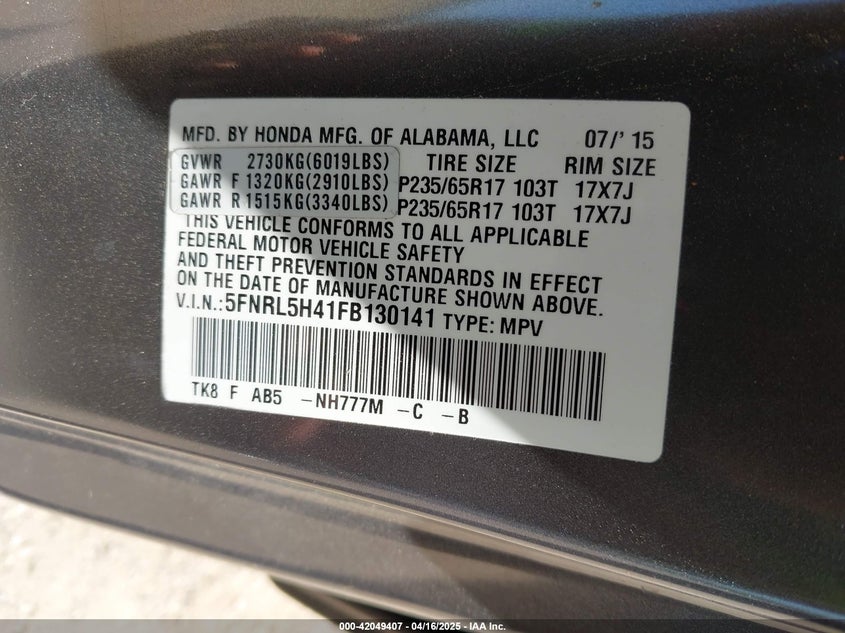 MFD. BY HONDA MFG. OF ALABAMA, LLC 07/' 15
GVWR 2730KG(6019LBS) TIRE SIZE RIM SIZE
GAWR F 1320KG(2910LBS) P235/65R17 103T 17X7J
GAWR R 1515KG(3340LBS) P235/65R17 103T 17X7J
THIS VEHICLE CONFORMS TO ALL APPLICABLE
FEDERAL MOTOR VEHICLE SAFETY
AND THEFT PREVENTION STANDARDS IN EFFECT
ON THE DATE OF MANUFACTURE SHOWN ABOVE.
V.I.N.:5FNRL5H41FB130141 TYPE: MPV
TK8 F AB5 -NH777M -C -B
000-42049407 - 04/16/2025 - IAA Inc.